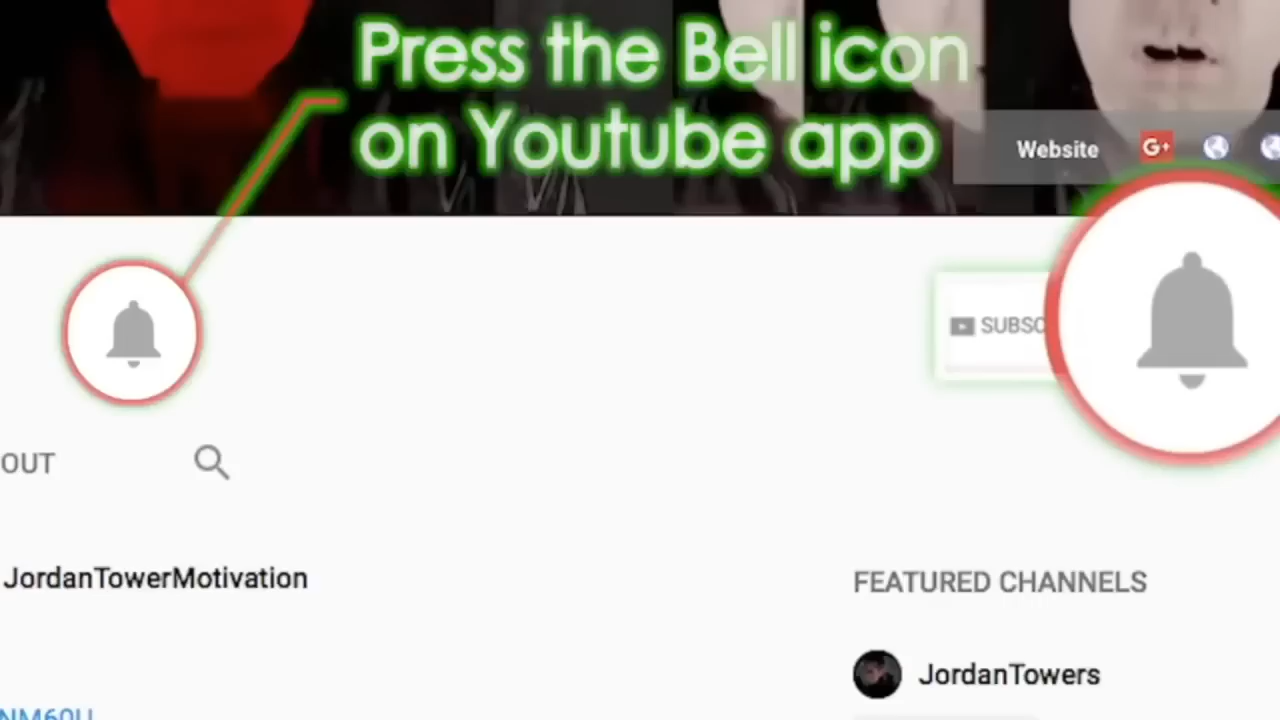 Press the Bell icon
on Youtube app
Website
G+
SUBSC
OUT
JordanTowerMotivation
FEATURED CHANNELS
JordanTowers